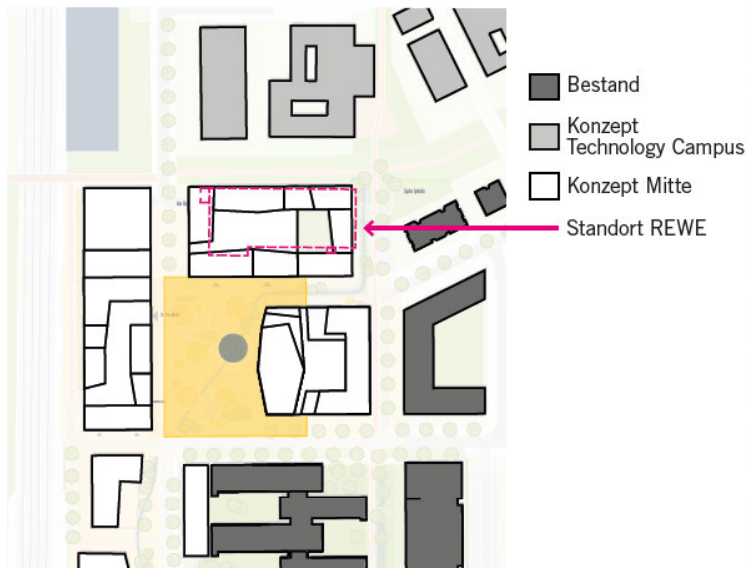 Bestand
Konzept
Technology Campus
Konzept Mitte
Standort REWE